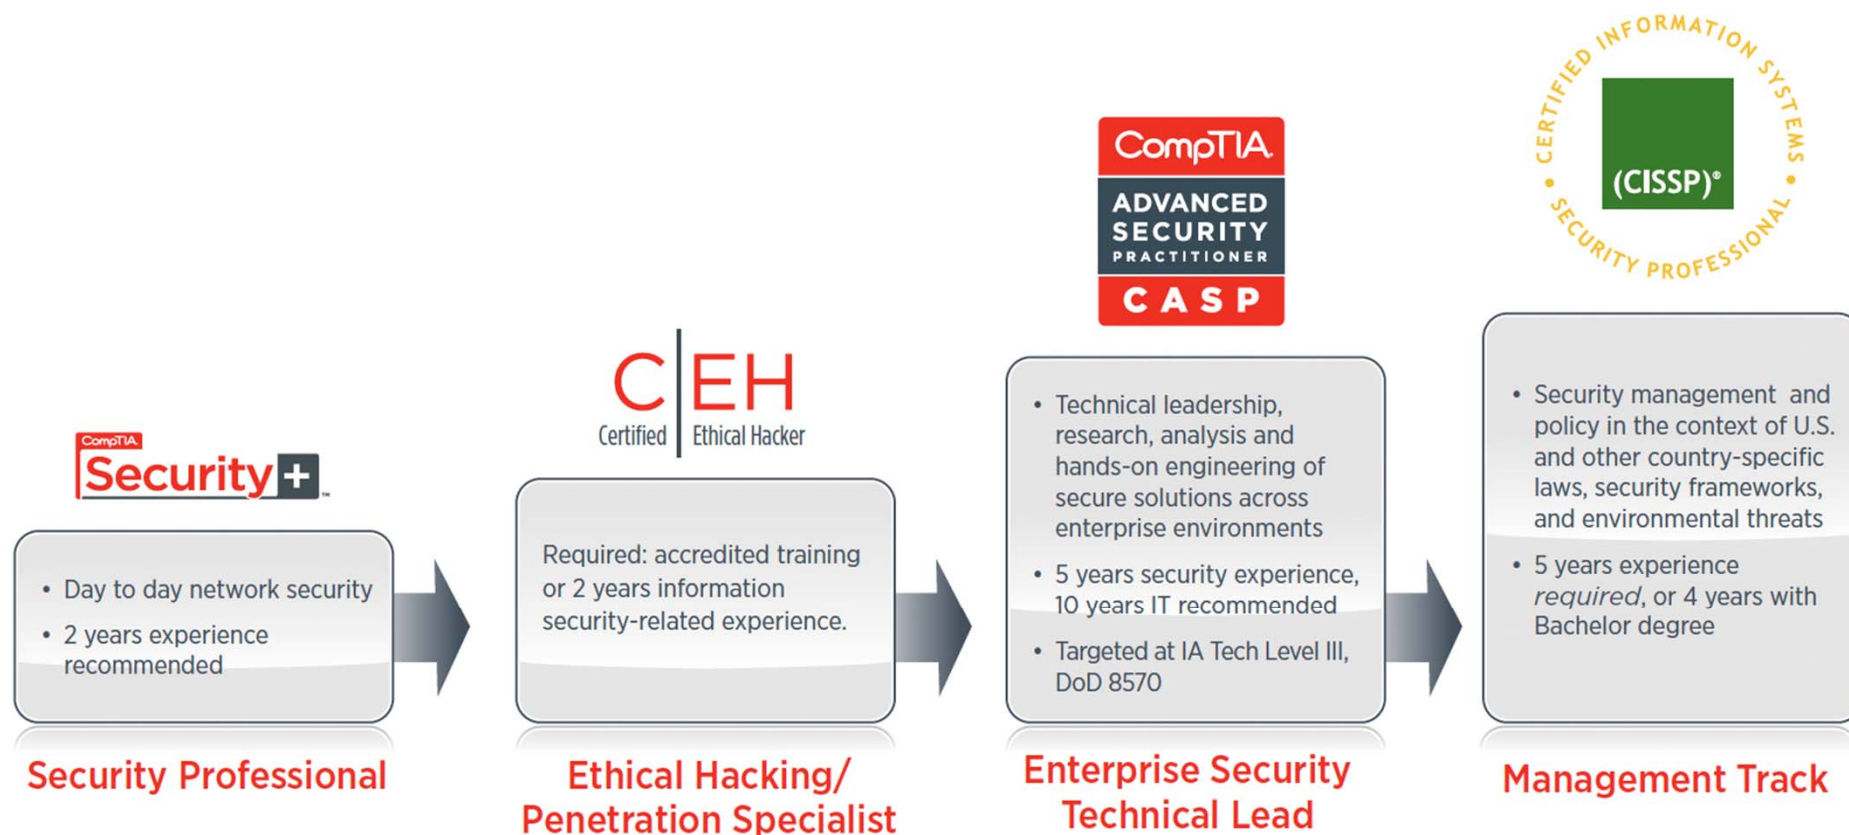 CompTIA.
Security+™
• Day to day network security
• 2 years experience
recommended
Security Professional
C|EH
Certified | Ethical Hacker
Required: accredited training
or 2 years information
security-related experience.
Ethical Hacking/
Penetration Specialist
CompTIA.
ADVANCED
SECURITY
PRACTITIONER
CASP
• Technical leadership,
research, analysis and
hands-on engineering of
secure solutions across
enterprise environments
• 5 years security experience,
10 years IT recommended
• Targeted at IA Tech Level III,
DoD 8570
Enterprise Security
Technical Lead
• CERTIFIED INFORMATION SYSTEMS •
SECURITY PROFESSIONAL
(CISSP)®
• Security management and
policy in the context of U.S.
and other country-specific
laws, security frameworks,
and environmental threats
• 5 years experience
required, or 4 years with
Bachelor degree
Management Track